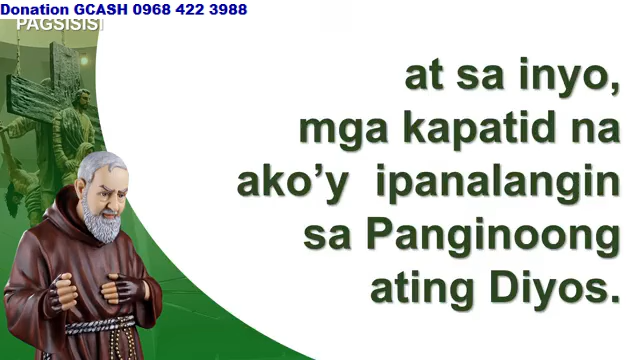 Donation GCASH 0968 422 3988
PAGSISISI
at sa inyo,
mga kapatid na
ako’y ipanalangin
sa Panginoong
ating Diyos.